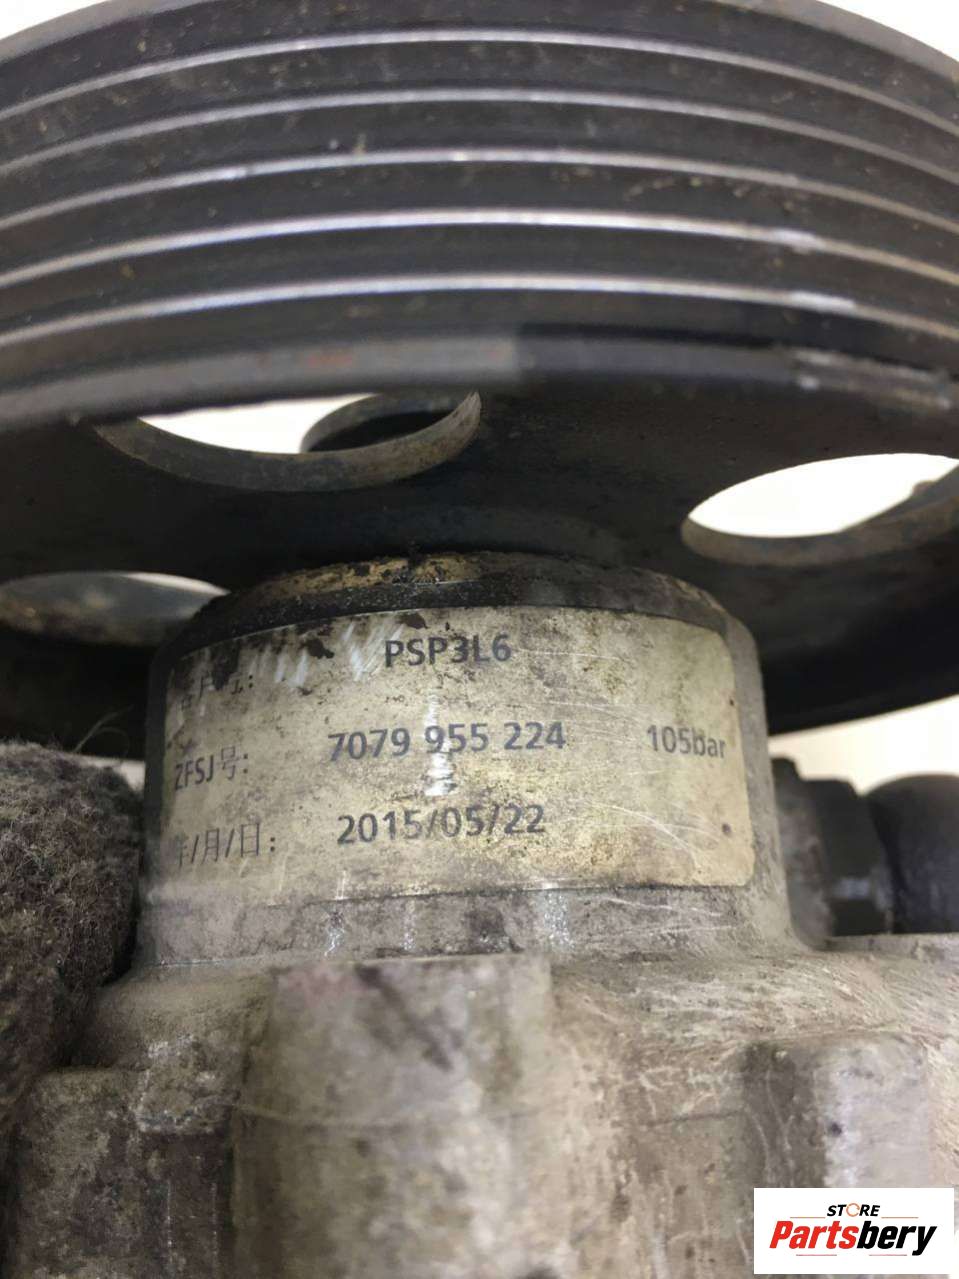 PSP3L6
ZFSJ号: 7079 955 224 105bar
年/月/日: 2015/05/22
STORE
Partsbery